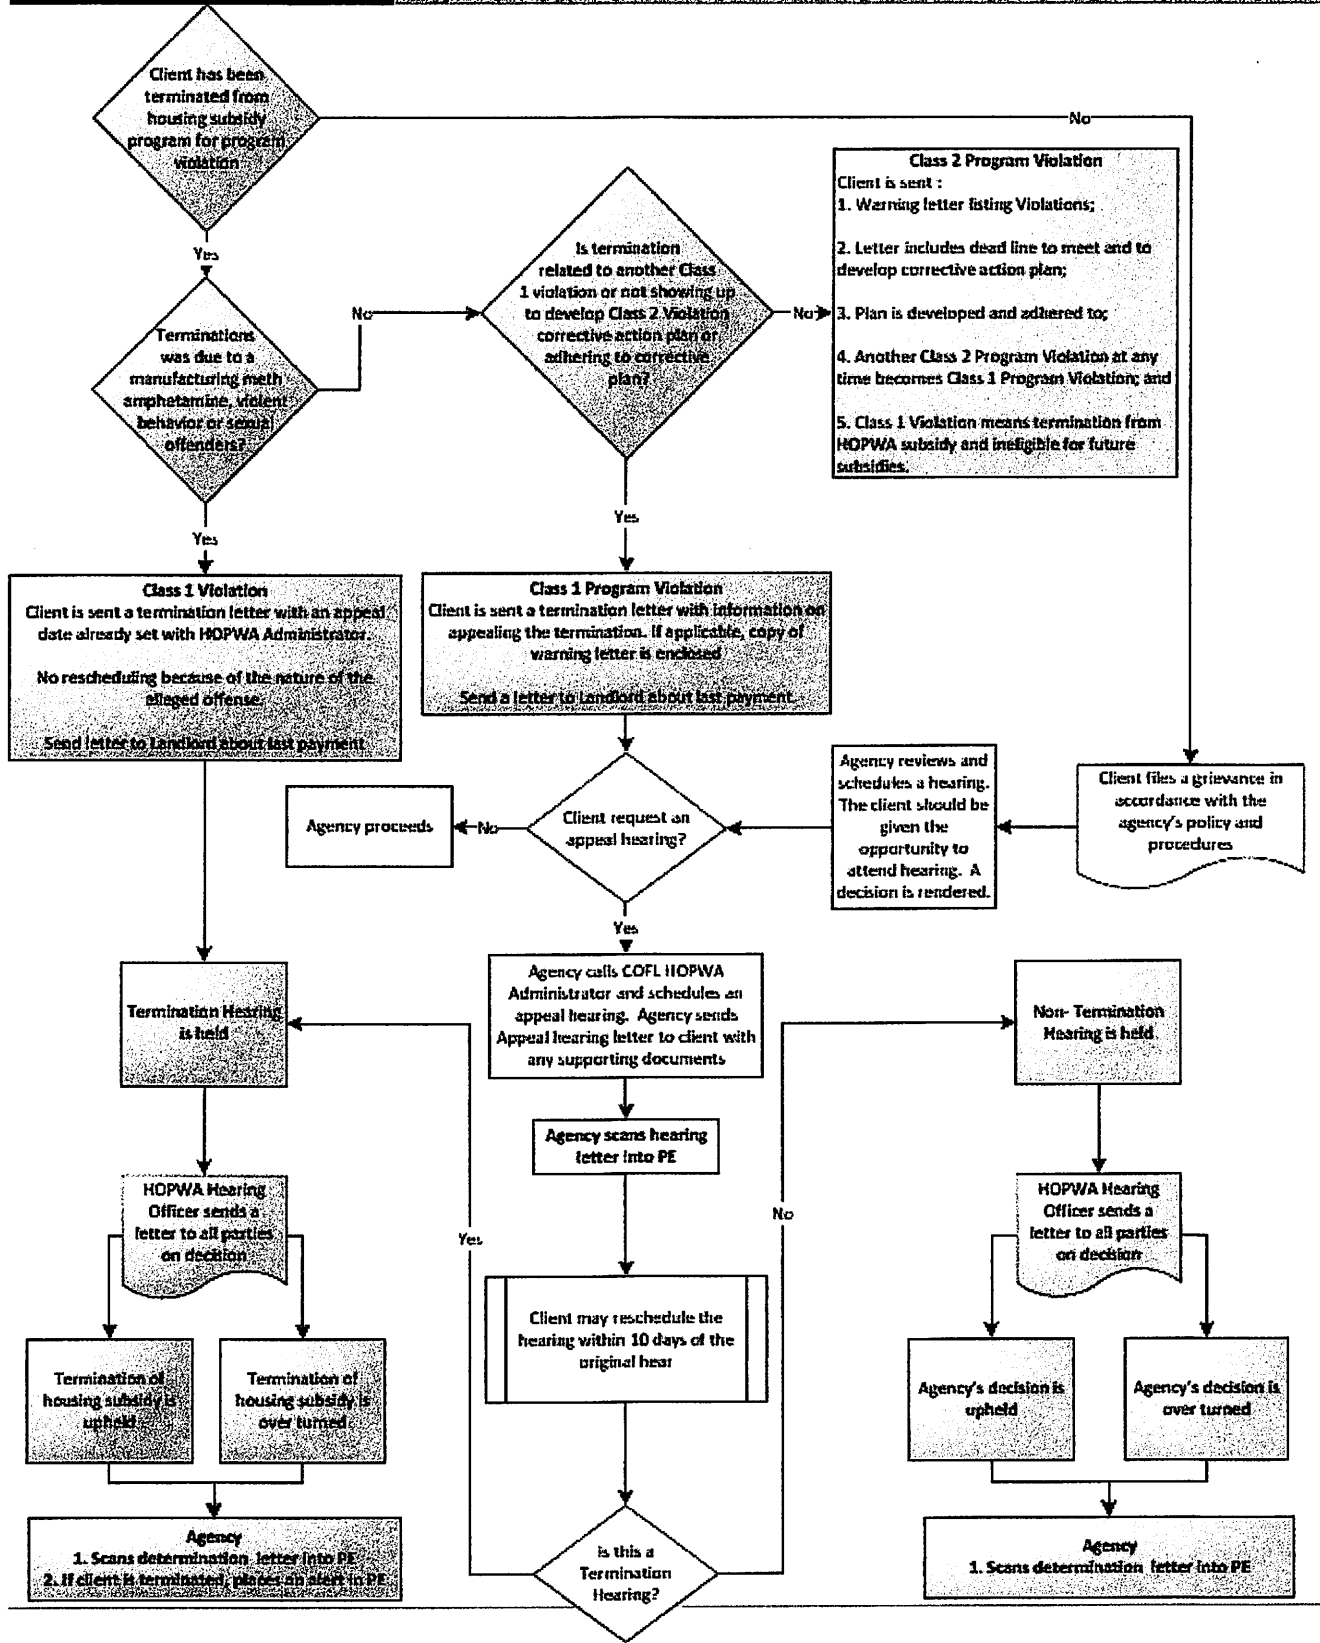 Client has been
terminated from
housing subsidy
program for program
violation
No
Yes
Class 2 Program Violation
Client is sent :
1. Warning letter listing Violations;
2. Letter includes dead line to meet and to
develop corrective action plan;
3. Plan is developed and adhered to;
4. Another Class 2 Program Violation at any
time becomes Class 1 Program Violation; and
5. Class 1 Violation means termination from
HOPWA subsidy and ineligible for future
subsidies.
Is termination
related to another Class
1 violation or not showing up
to develop Class 2 Violation
corrective action plan or
adhering to corrective
plan?
No
No
Terminations
was due to a
manufacturing meth
amphetamine, violent
behavior or sexual
offenders?
Yes
Yes
Class 1 Violation
Client is sent a termination letter with an appeal
date already set with HOPWA Administrator.
No rescheduling because of the nature of the
alleged offense.
Send letter to Landlord about last payment
Class 1 Program Violation
Client is sent a termination letter with information on
appealing the termination. If applicable, copy of
warning letter is enclosed
Send a letter to Landlord about last payment.
Agency proceeds
No
Client request an
appeal hearing?
Agency reviews and
schedules a hearing.
The client should be
given the
opportunity to
attend hearing. A
decision is rendered.
Client files a grievance in
accordance with the
agency's policy and
procedures
Yes
Termination Hearing
is held
Agency calls COFL HOPWA
Administrator and schedules an
appeal hearing. Agency sends
Appeal hearing letter to client with
any supporting documents
Non- Termination
Hearing is held
Agency scans hearing
letter into PE
HOPWA Hearing
Officer sends a
letter to all parties
on decision
Yes
No
HOPWA Hearing
Officer sends a
letter to all parties
on decision
Client may reschedule the
hearing within 10 days of the
original hear
Termination of
housing subsidy is
upheld
Termination of
housing subsidy is
over turned
Agency's decision is
upheld
Agency's decision is
over turned
Agency
1. Scans determination letter into PE
2. If client is terminated, places an alert in PE
is this a
Termination
Hearing?
Agency
1. Scans determination letter into PE